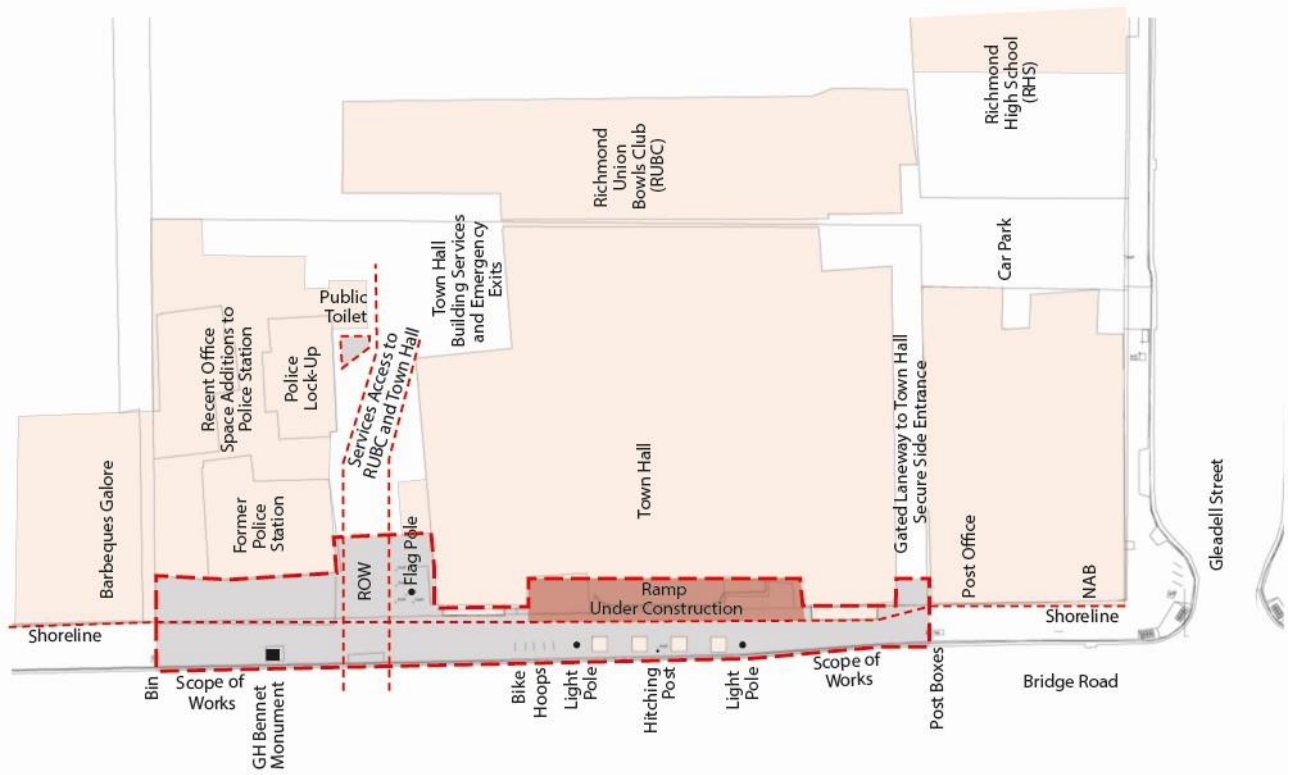 Richmond
High School
(RHS)
Richmond
Union
Bowls Club
(RUBC)
Car Park
Town Hall
Building Services
and Emergency
Exits
Public
Toilet
Recent Office
Space Additions to
Police Station
Police
Lock-Up
Services Access to
RUBC and Town Hall
Barbeques Galore
Former
Police
Station
Town Hall
Gated Laneway to Town Hall
Secure Side Entrance
Post Office
NAB
Gleadell Street
ROW
Flag Pole
Ramp
Under Construction
Shoreline
Shoreline
Bin
Scope of
Works
GH Bennet
Monument
Bike
Hoops
Light
Pole
Hitching
Post
Light
Pole
Scope of
Works
Post Boxes
Bridge Road